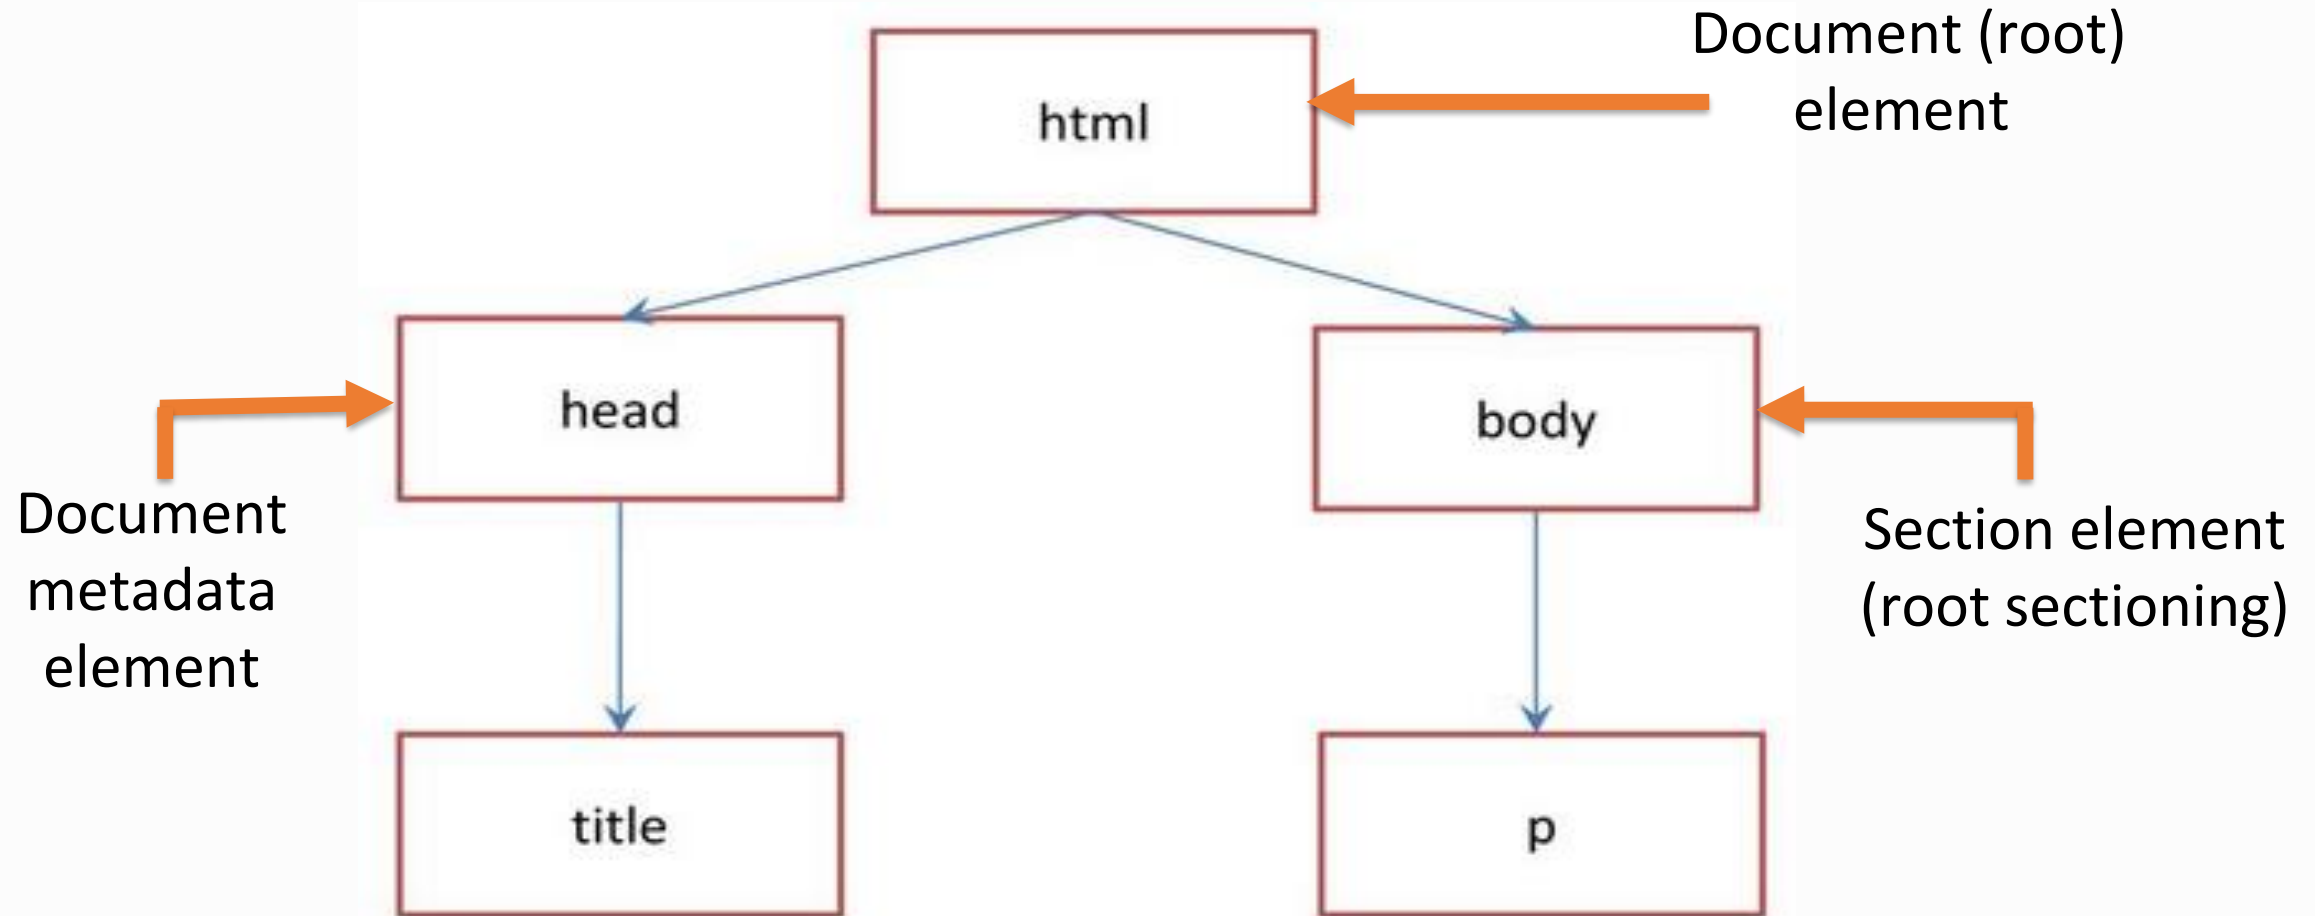 Document (root)
element
html
head
body
Document
metadata
element
Section element
(root sectioning)
title
p